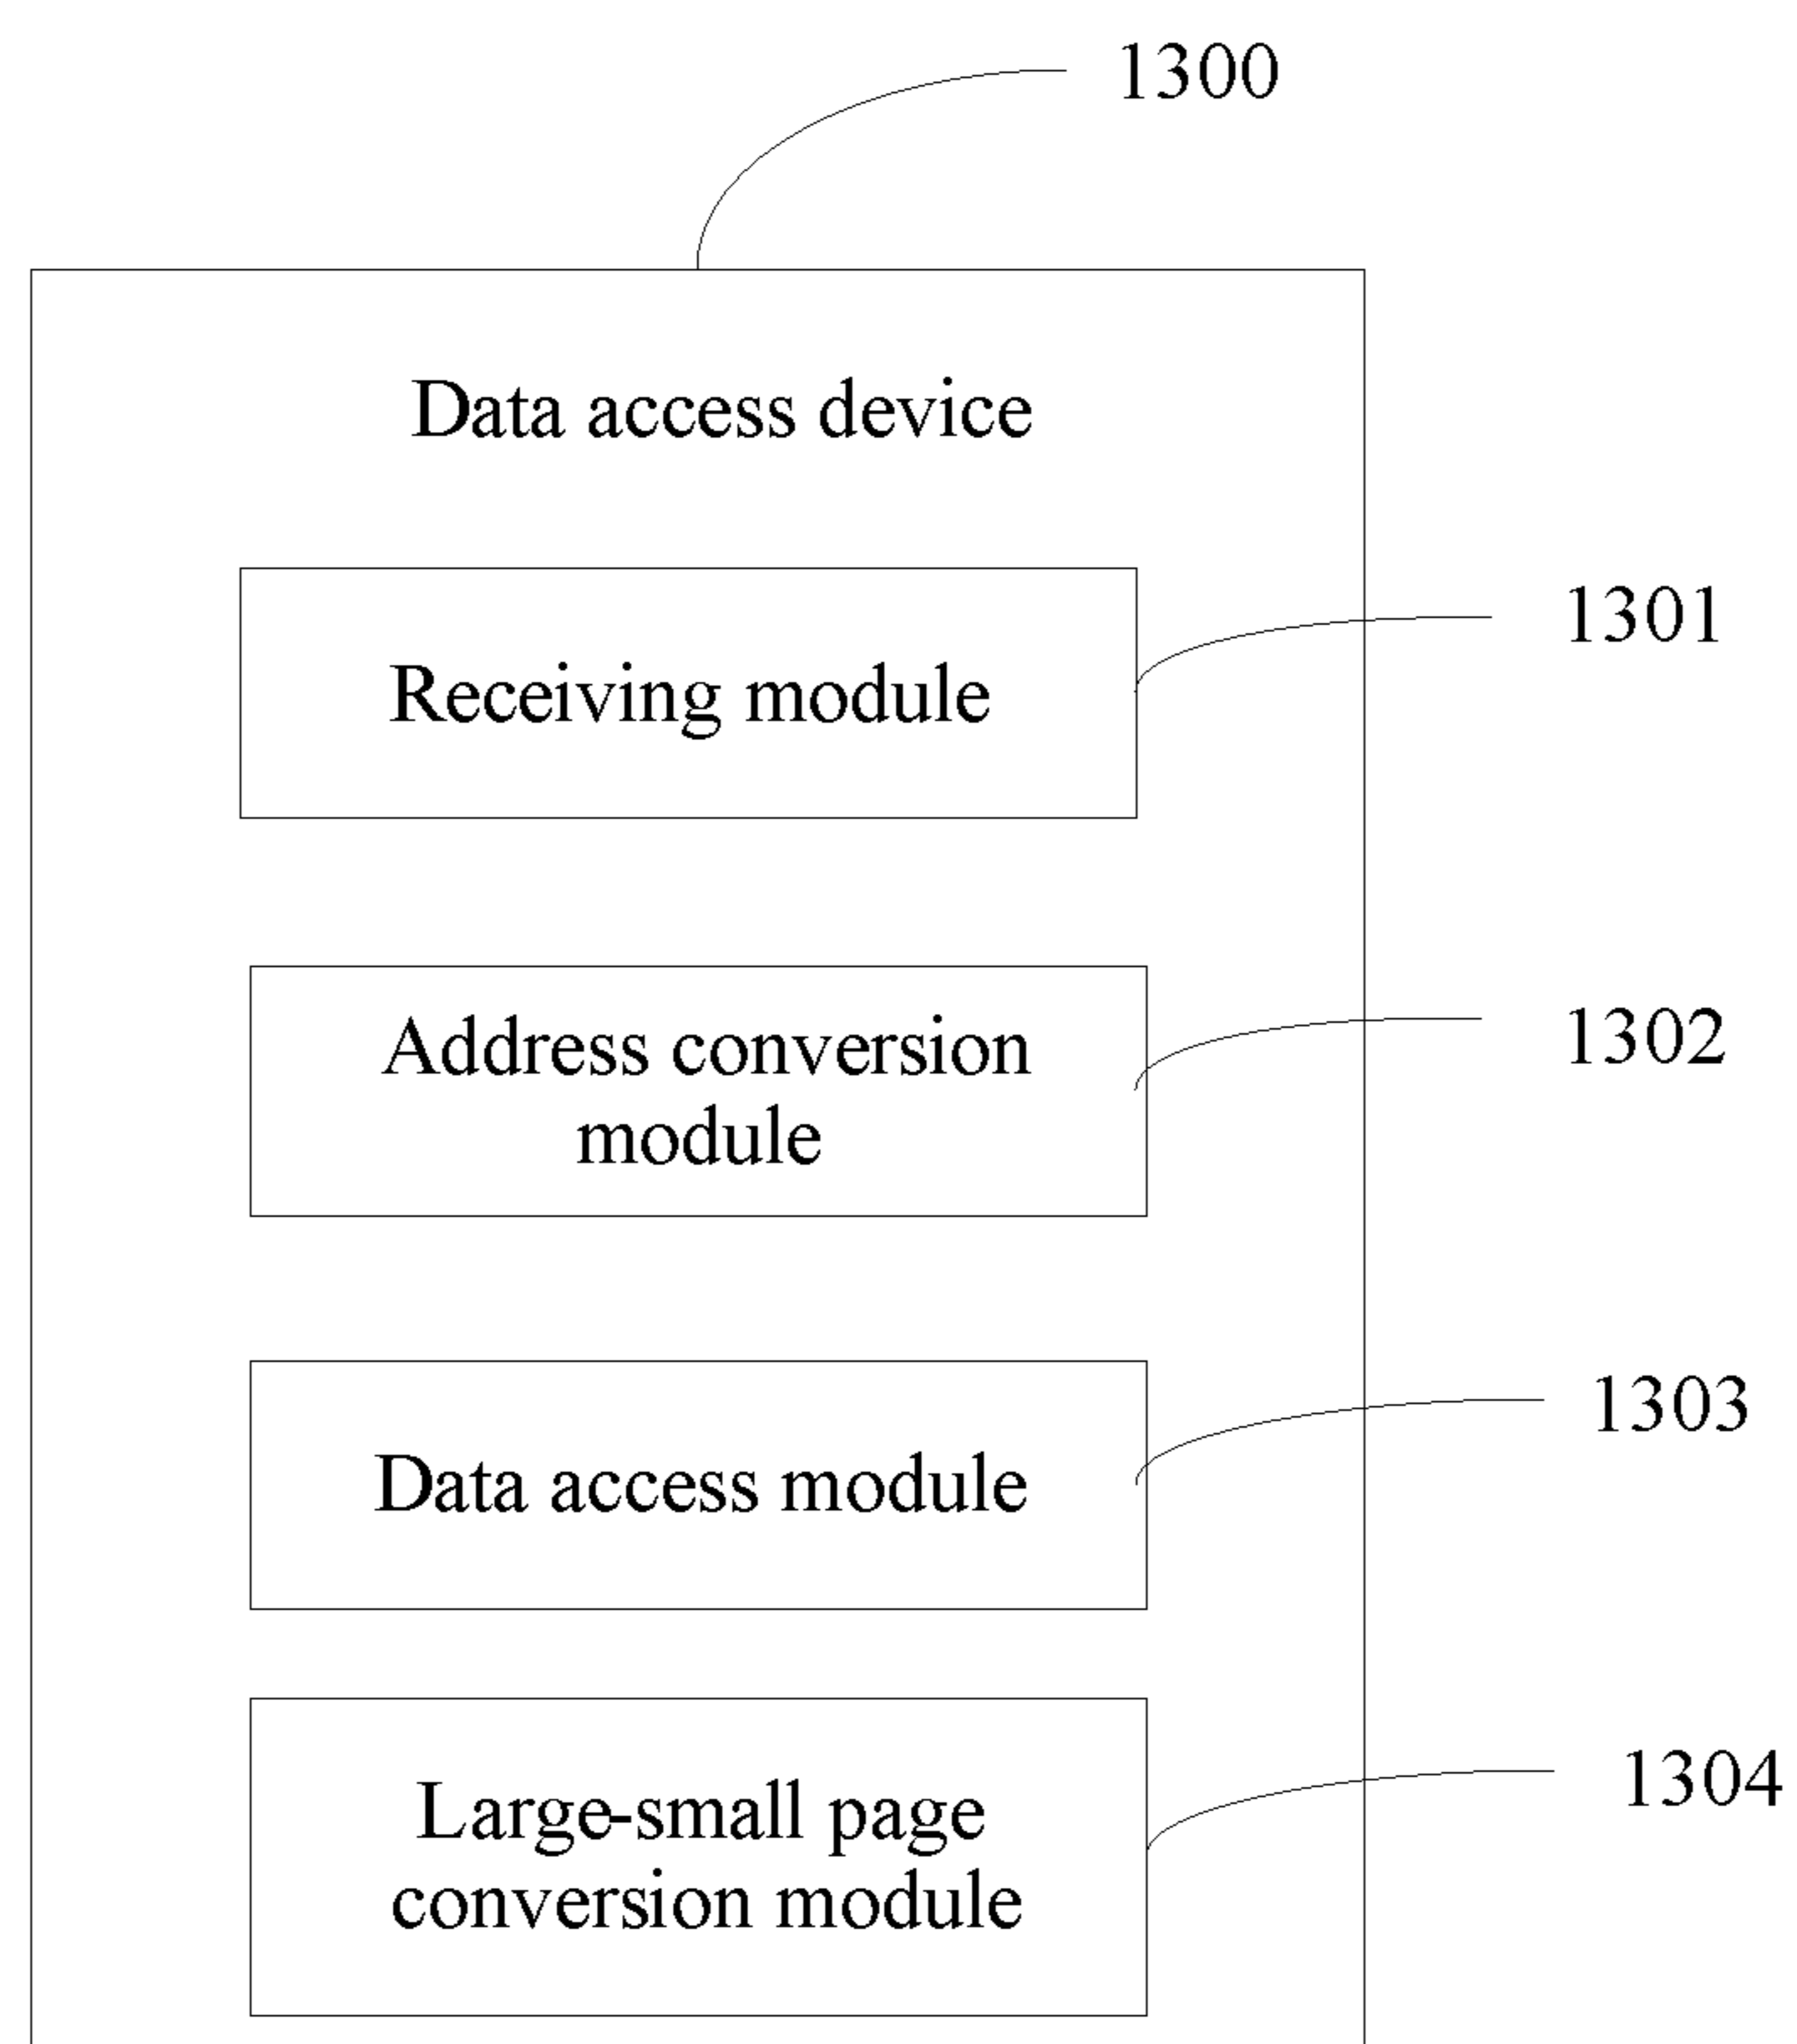 1300
Data access device
1301
Receiving module
1302
Address conversion
module
1303
Data access module
1304
Large-small page
conversion module